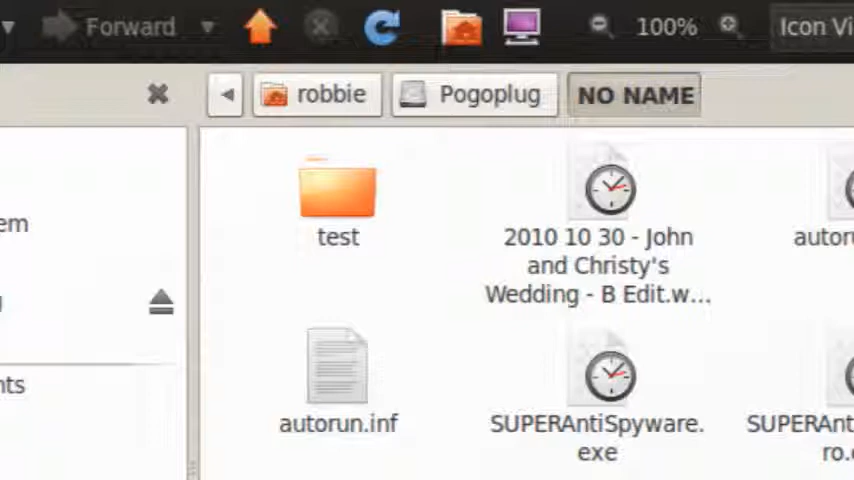 Forward
100%
Icon Vi
robbie
Pogoplug
NO NAME
em
test
2010 10 30 - John
and Christy's
Wedding - B Edit.w...
autoru
nts
autorun.inf
SUPERAntiSpyware.
exe
SUPERAnt
ro.